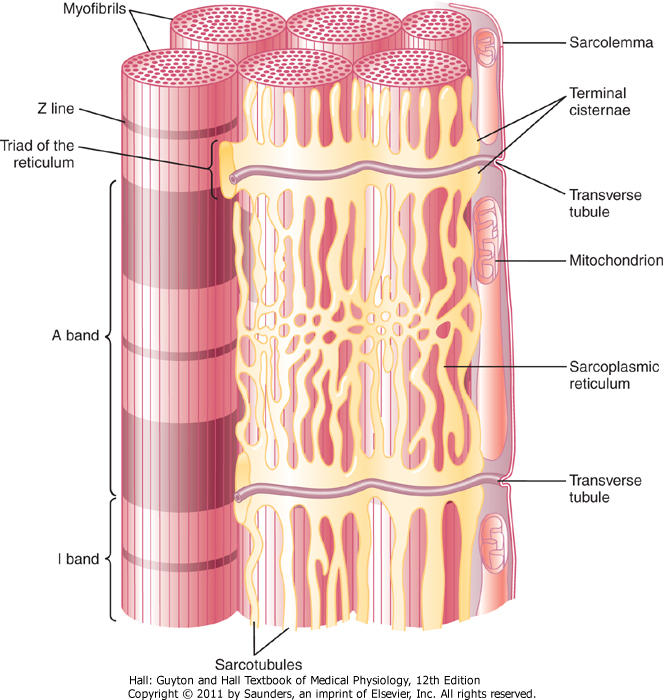 Myofibrils
Sarcolemma
Z line
Terminal
cisternae
Triad of the
reticulum
Transverse
tubule
Mitochondrion
A band
Sarcoplasmic
reticulum
Transverse
tubule
I band
Sarcotubules
Hall: Guyton and Hall Textbook of Medical Physiology, 12th Edition
Copyright © 2011 by Saunders, an imprint of Elsevier, Inc. All rights reserved.